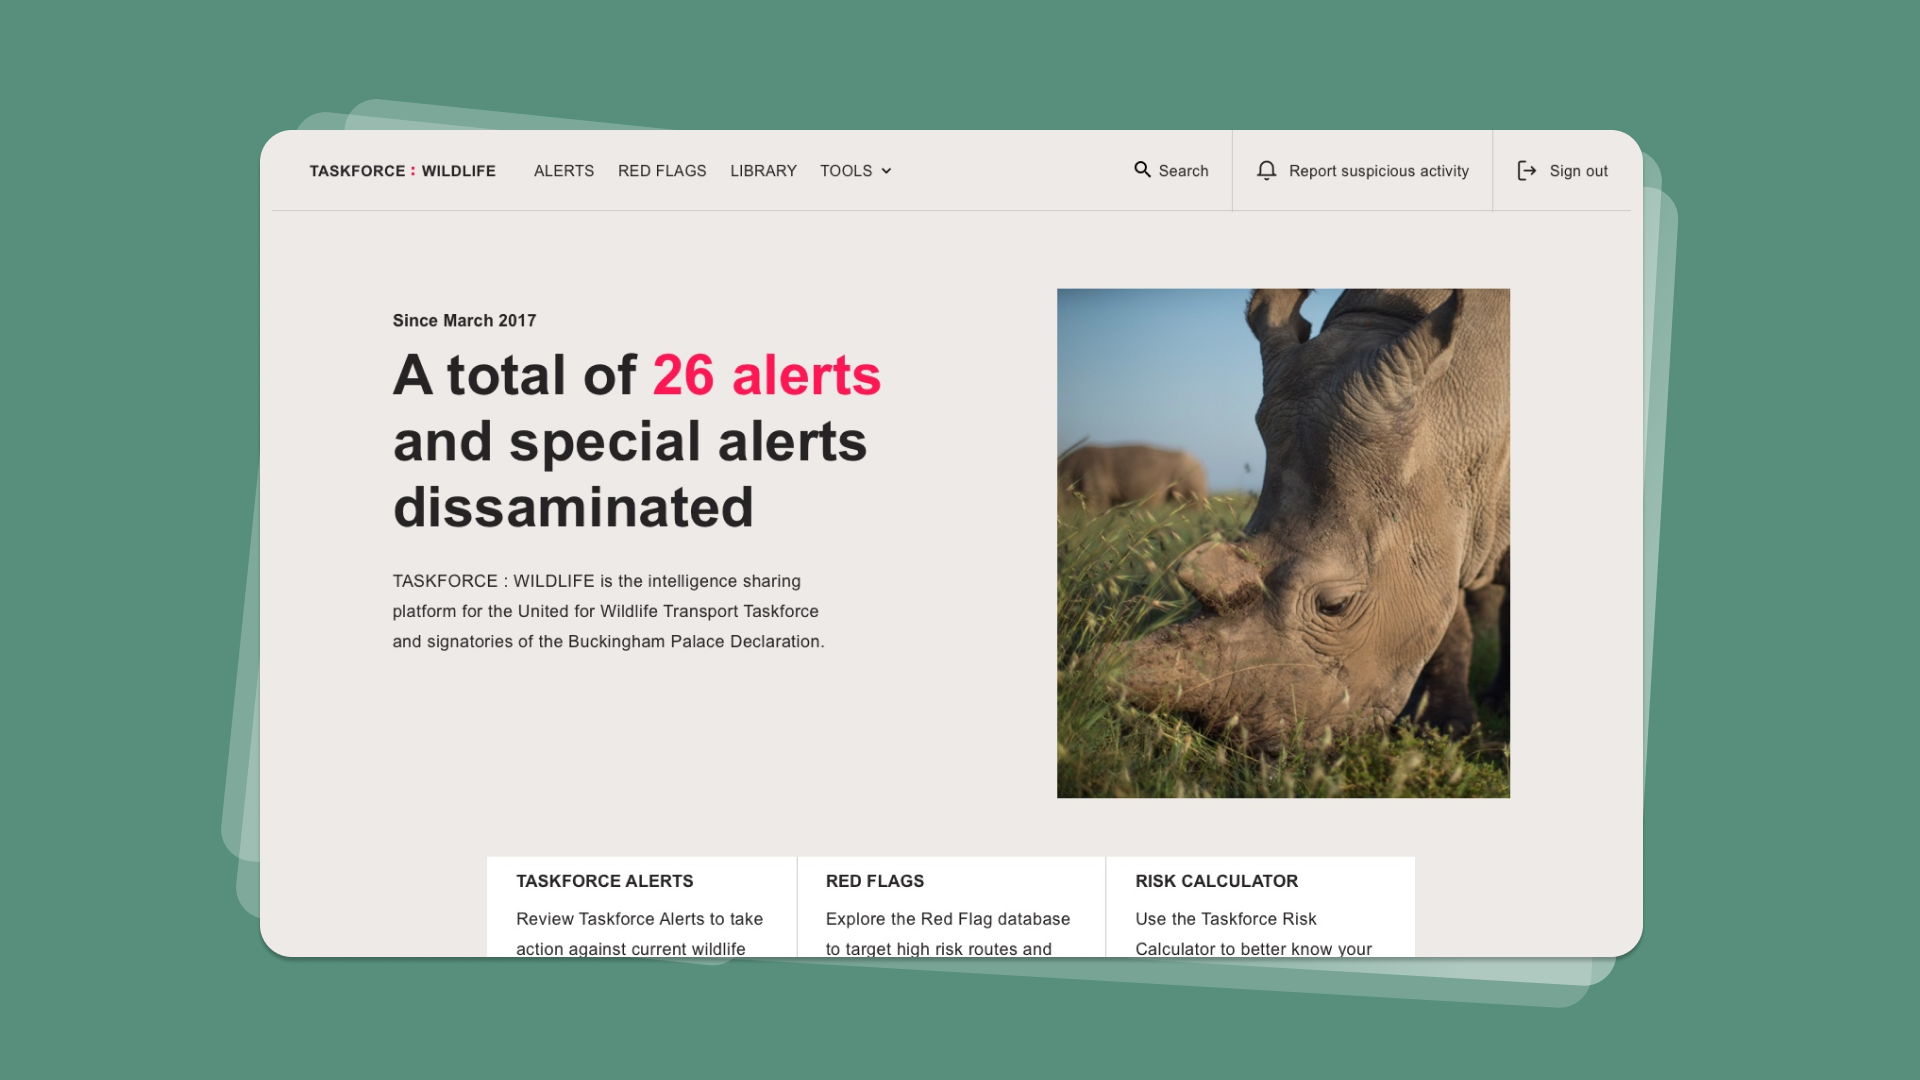 TASKFORCE : WILDLIFE
ALERTS
RED FLAGS
LIBRARY
TOOLS
Search
Report suspicious activity
Sign out
Since March 2017
A total of 26 alerts
and special alerts
dissaminated
TASKFORCE : WILDLIFE is the intelligence sharing
platform for the United for Wildlife Transport Taskforce
and signatories of the Buckingham Palace Declaration.
TASKFORCE ALERTS
Review Taskforce Alerts to take
action against current wildlife
RED FLAGS
Explore the Red Flag database
to target high risk routes and
RISK CALCULATOR
Use the Taskforce Risk
Calculator to better know your